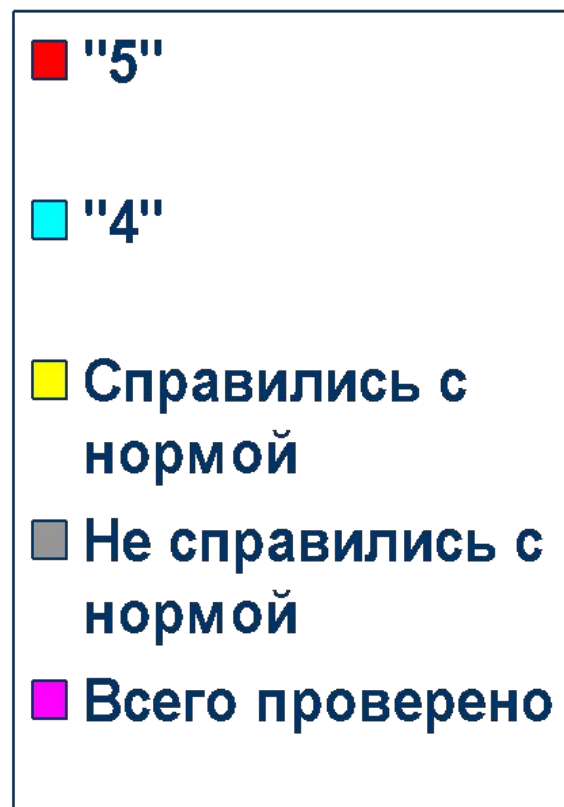 "5"
"4"
Справились с
нормой
Не справились с
нормой
Всего проверено